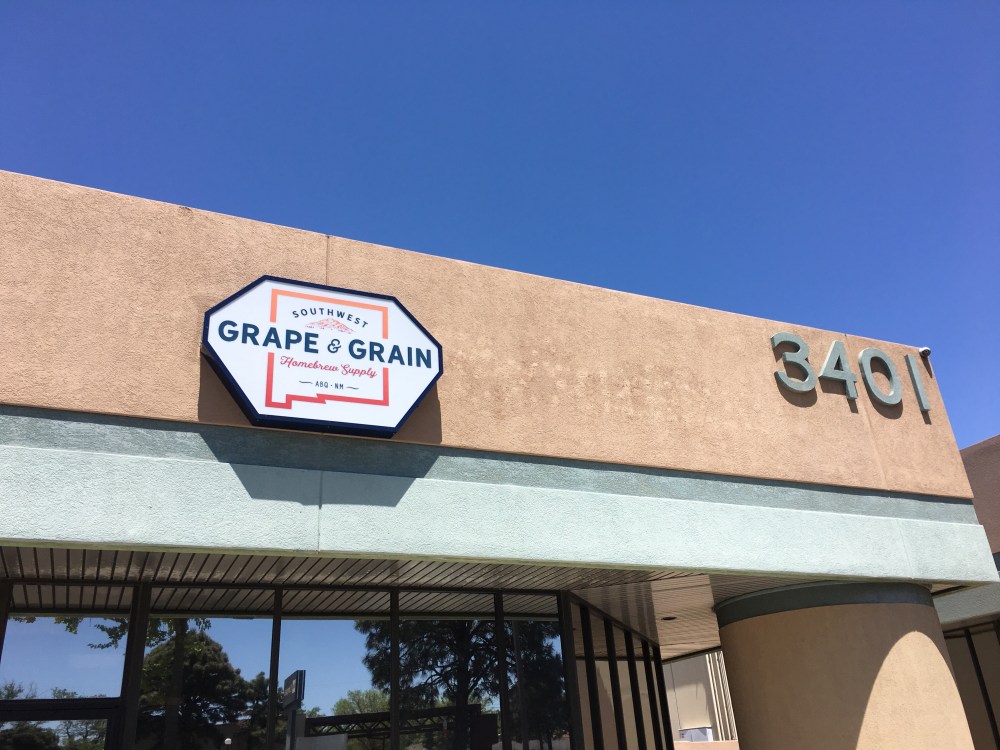 SOUTHWEST
GRAPE & GRAIN
Homebrew Supply
ABQ · NM
3401